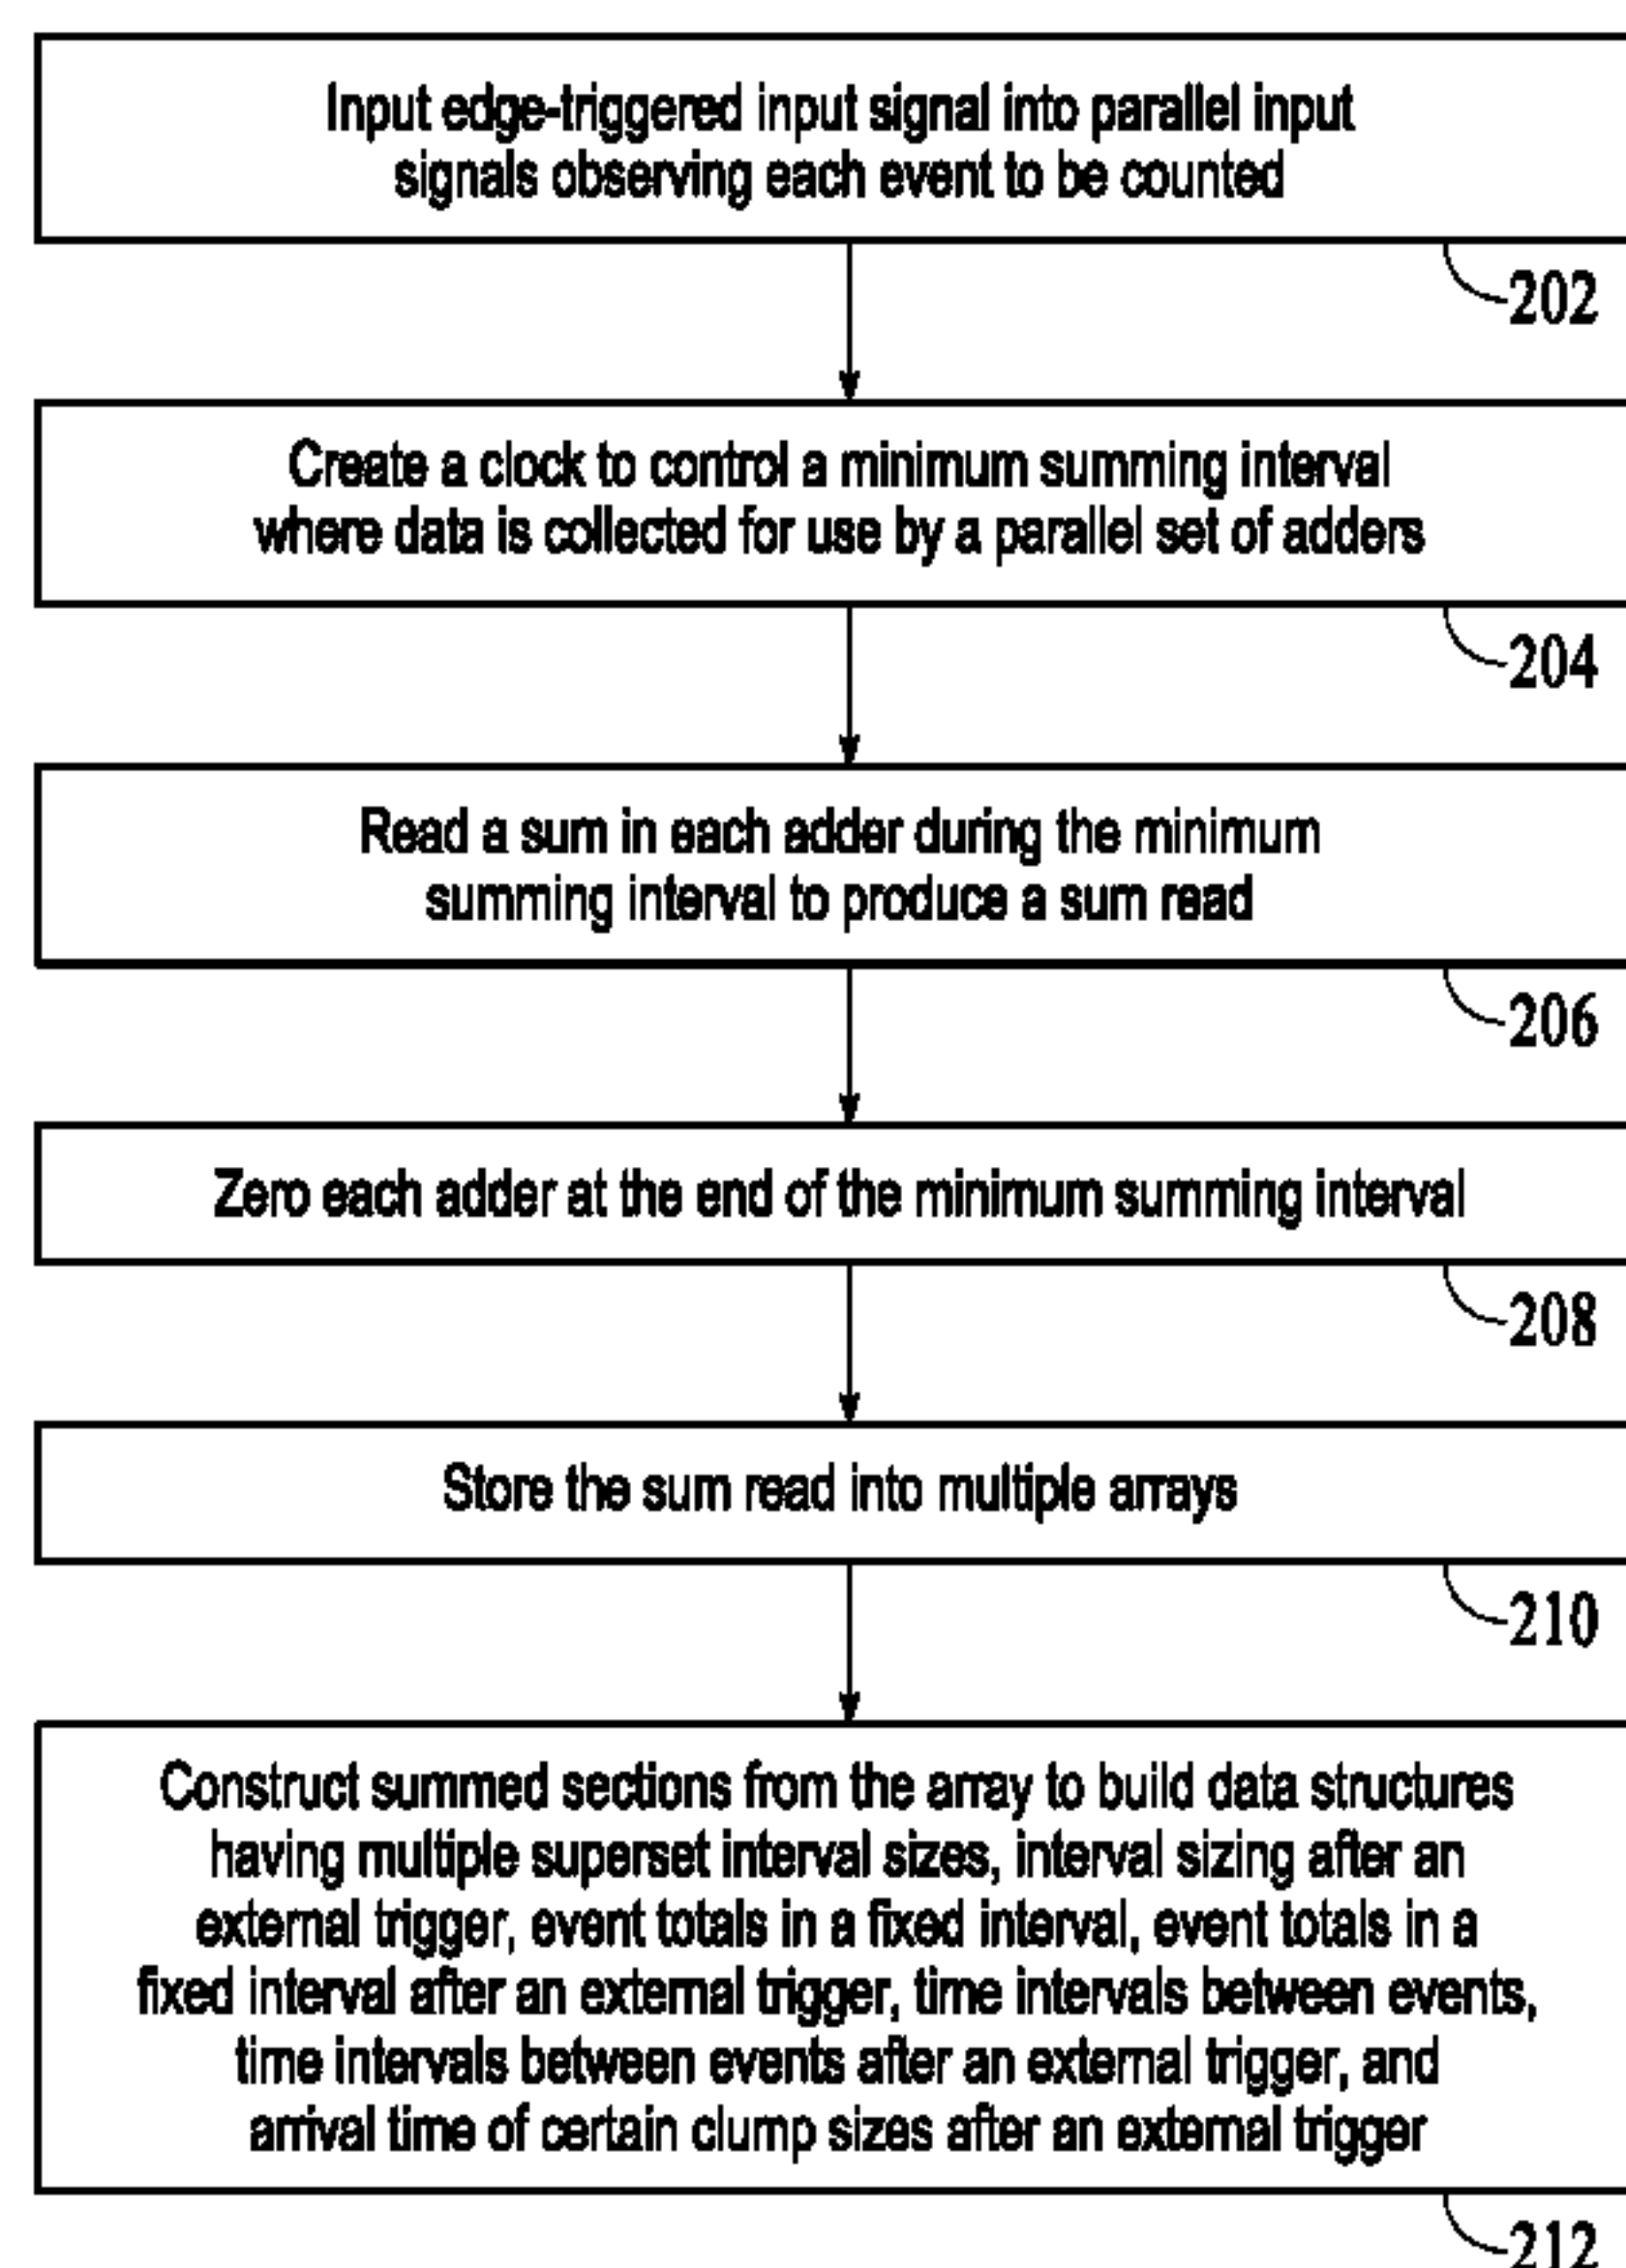 Input edge-triggered input signal into parallel input
signals observing each event to be counted
202
Create a clock to control a minimum summing interval
where data is collected for use by a parallel set of adders
204
Read a sum in each adder during the minimum
summing interval to produce a sum read
206
Zero each adder at the end of the minimum summing interval
208
Store the sum read into multiple arrays
210
Construct summed sections from the array to build data structures
having multiple superset interval sizes, interval sizing after an
external trigger, event totals in a fixed interval, event totals in a
fixed interval after an external trigger, time intervals between events,
time intervals between events after an external trigger, and
arrival time of certain clump sizes after an external trigger
212